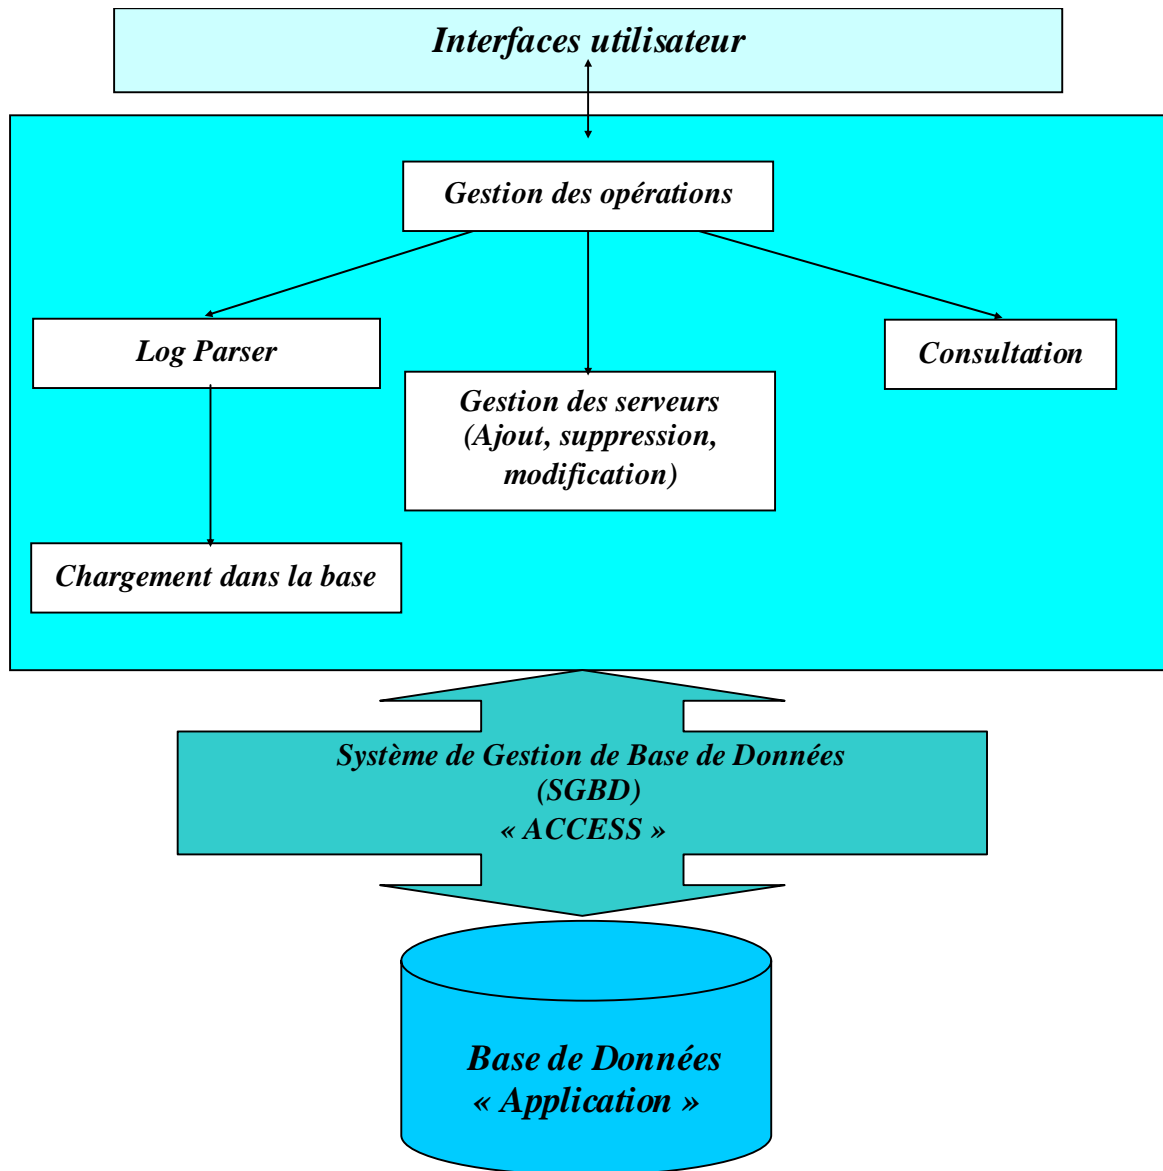 Interfaces utilisateur
Gestion des opérations
Log Parser
Consultation
Gestion des serveurs
(Ajout, suppression,
modification)
Chargement dans la base
Système de Gestion de Base de Données
(SGBD)
« ACCESS »
Base de Données
« Application »